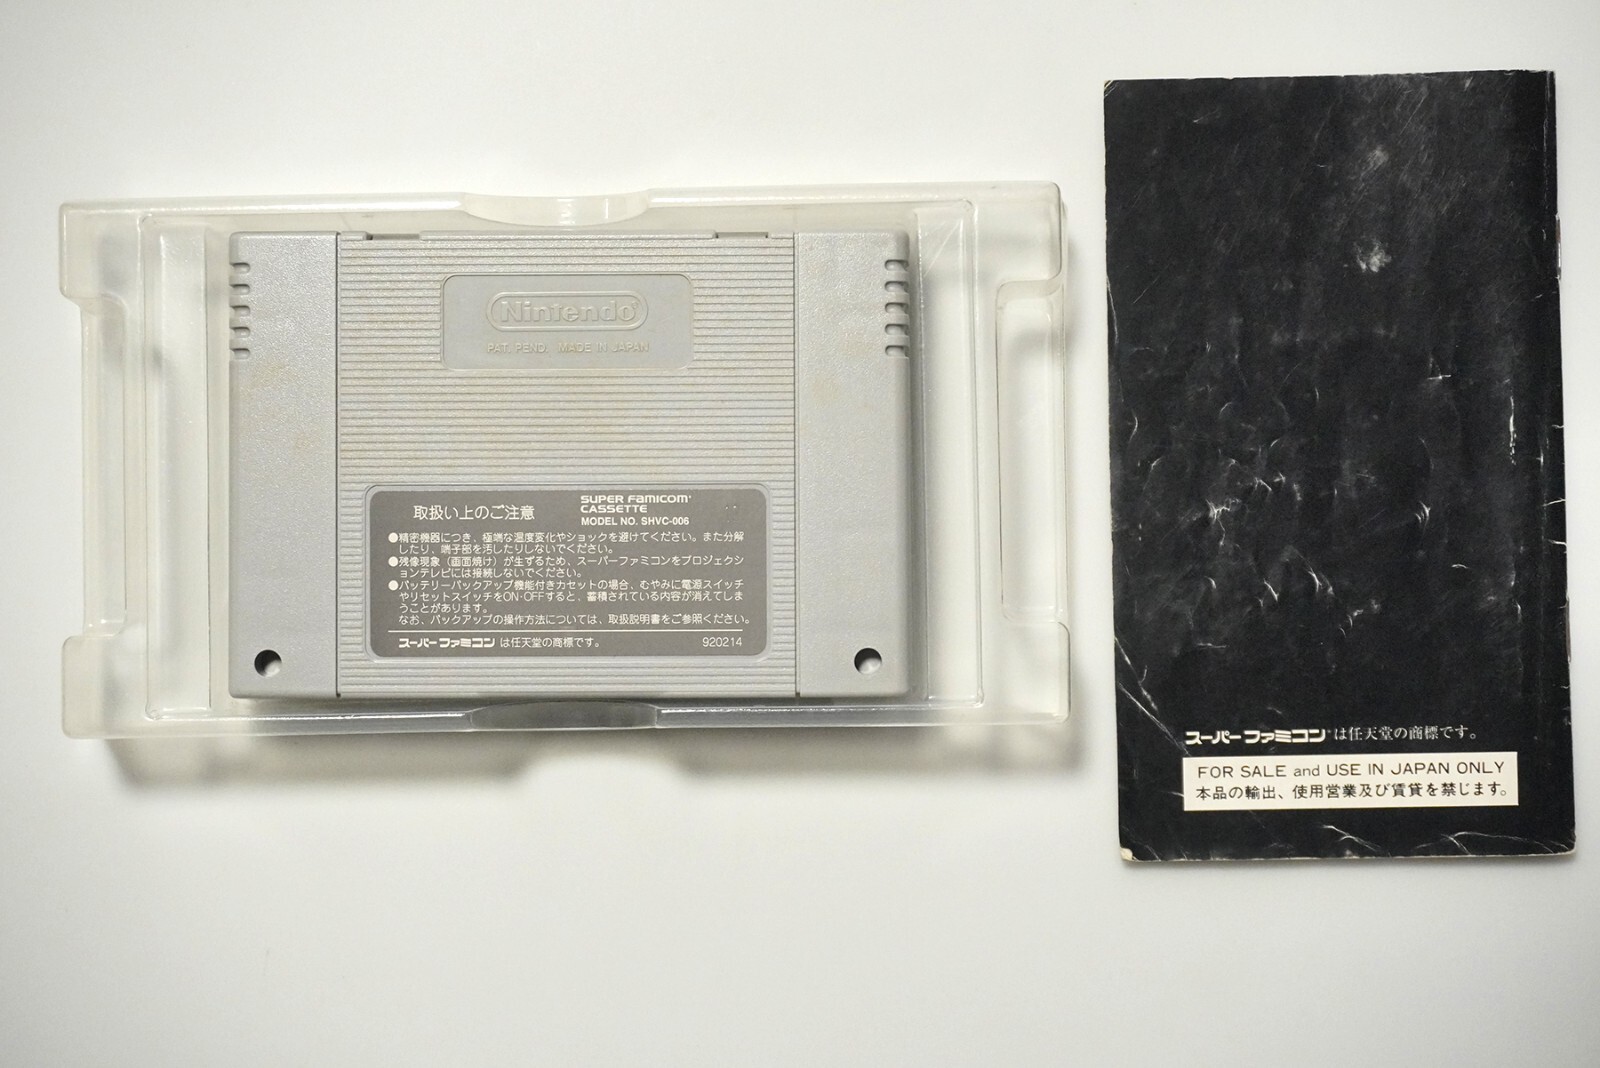 Nintendo
PAT. PEND. MADE IN JAPAN
取扱い上のご注意
SUPER FAMICOM
CASSETTE
MODEL NO. SHVC-006
●精密機器につき、極端な温度変化やショックを避けてください。また分解
したり、端子部を汚したりしないでください。
●残像現象（画面焼け）が生ずるため、スーパーファミコンをプロジェクシ
ョンテレビには接続しないでください。
●バッテリーバックアップ機能付きカセットの場合、むやみに電源スイッチ
やリセットスイッチをON・OFFすると、蓄積されている内容が消えてしま
うことがあります。
なお、バックアップの操作方法については、取扱説明書をご参照ください。
スーパーファミコンは任天堂の商標です。 920214
スーパーファミコンは任天堂の商標です。
FOR SALE and USE IN JAPAN ONLY
本品の輸出、使用営業及び賃貸を禁じます。